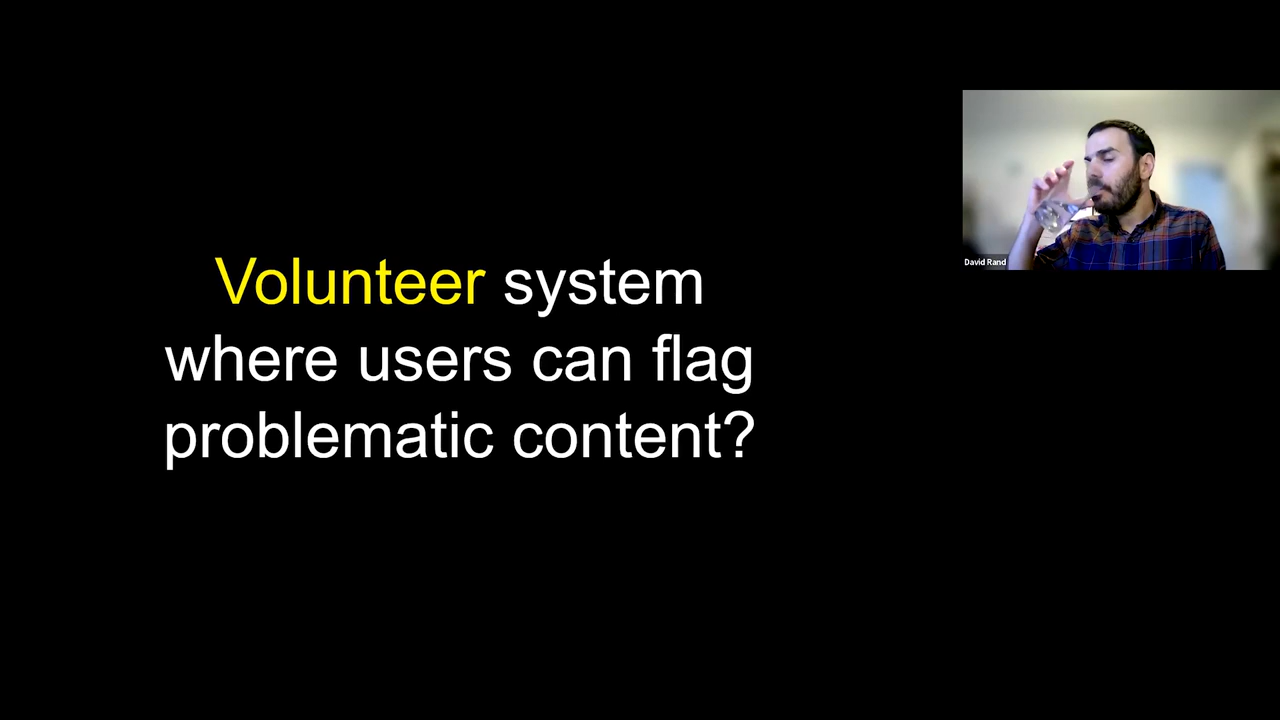 Volunteer system
where users can flag
problematic content?
David Rand